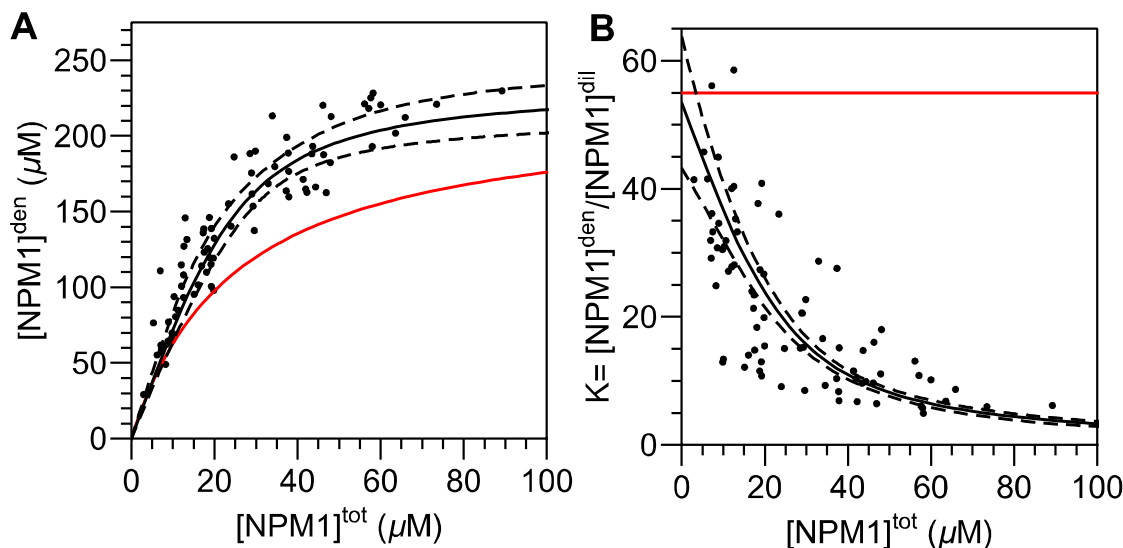 A
[NPM1]^den (μM)
250
200
150
100
50
0
0 20 40 60 80 100
[NPM1]^tot (μM)
B
K= [NPM1]^den/[NPM1]^dil
60
40
20
0
0 20 40 60 80 100
[NPM1]^tot (μM)